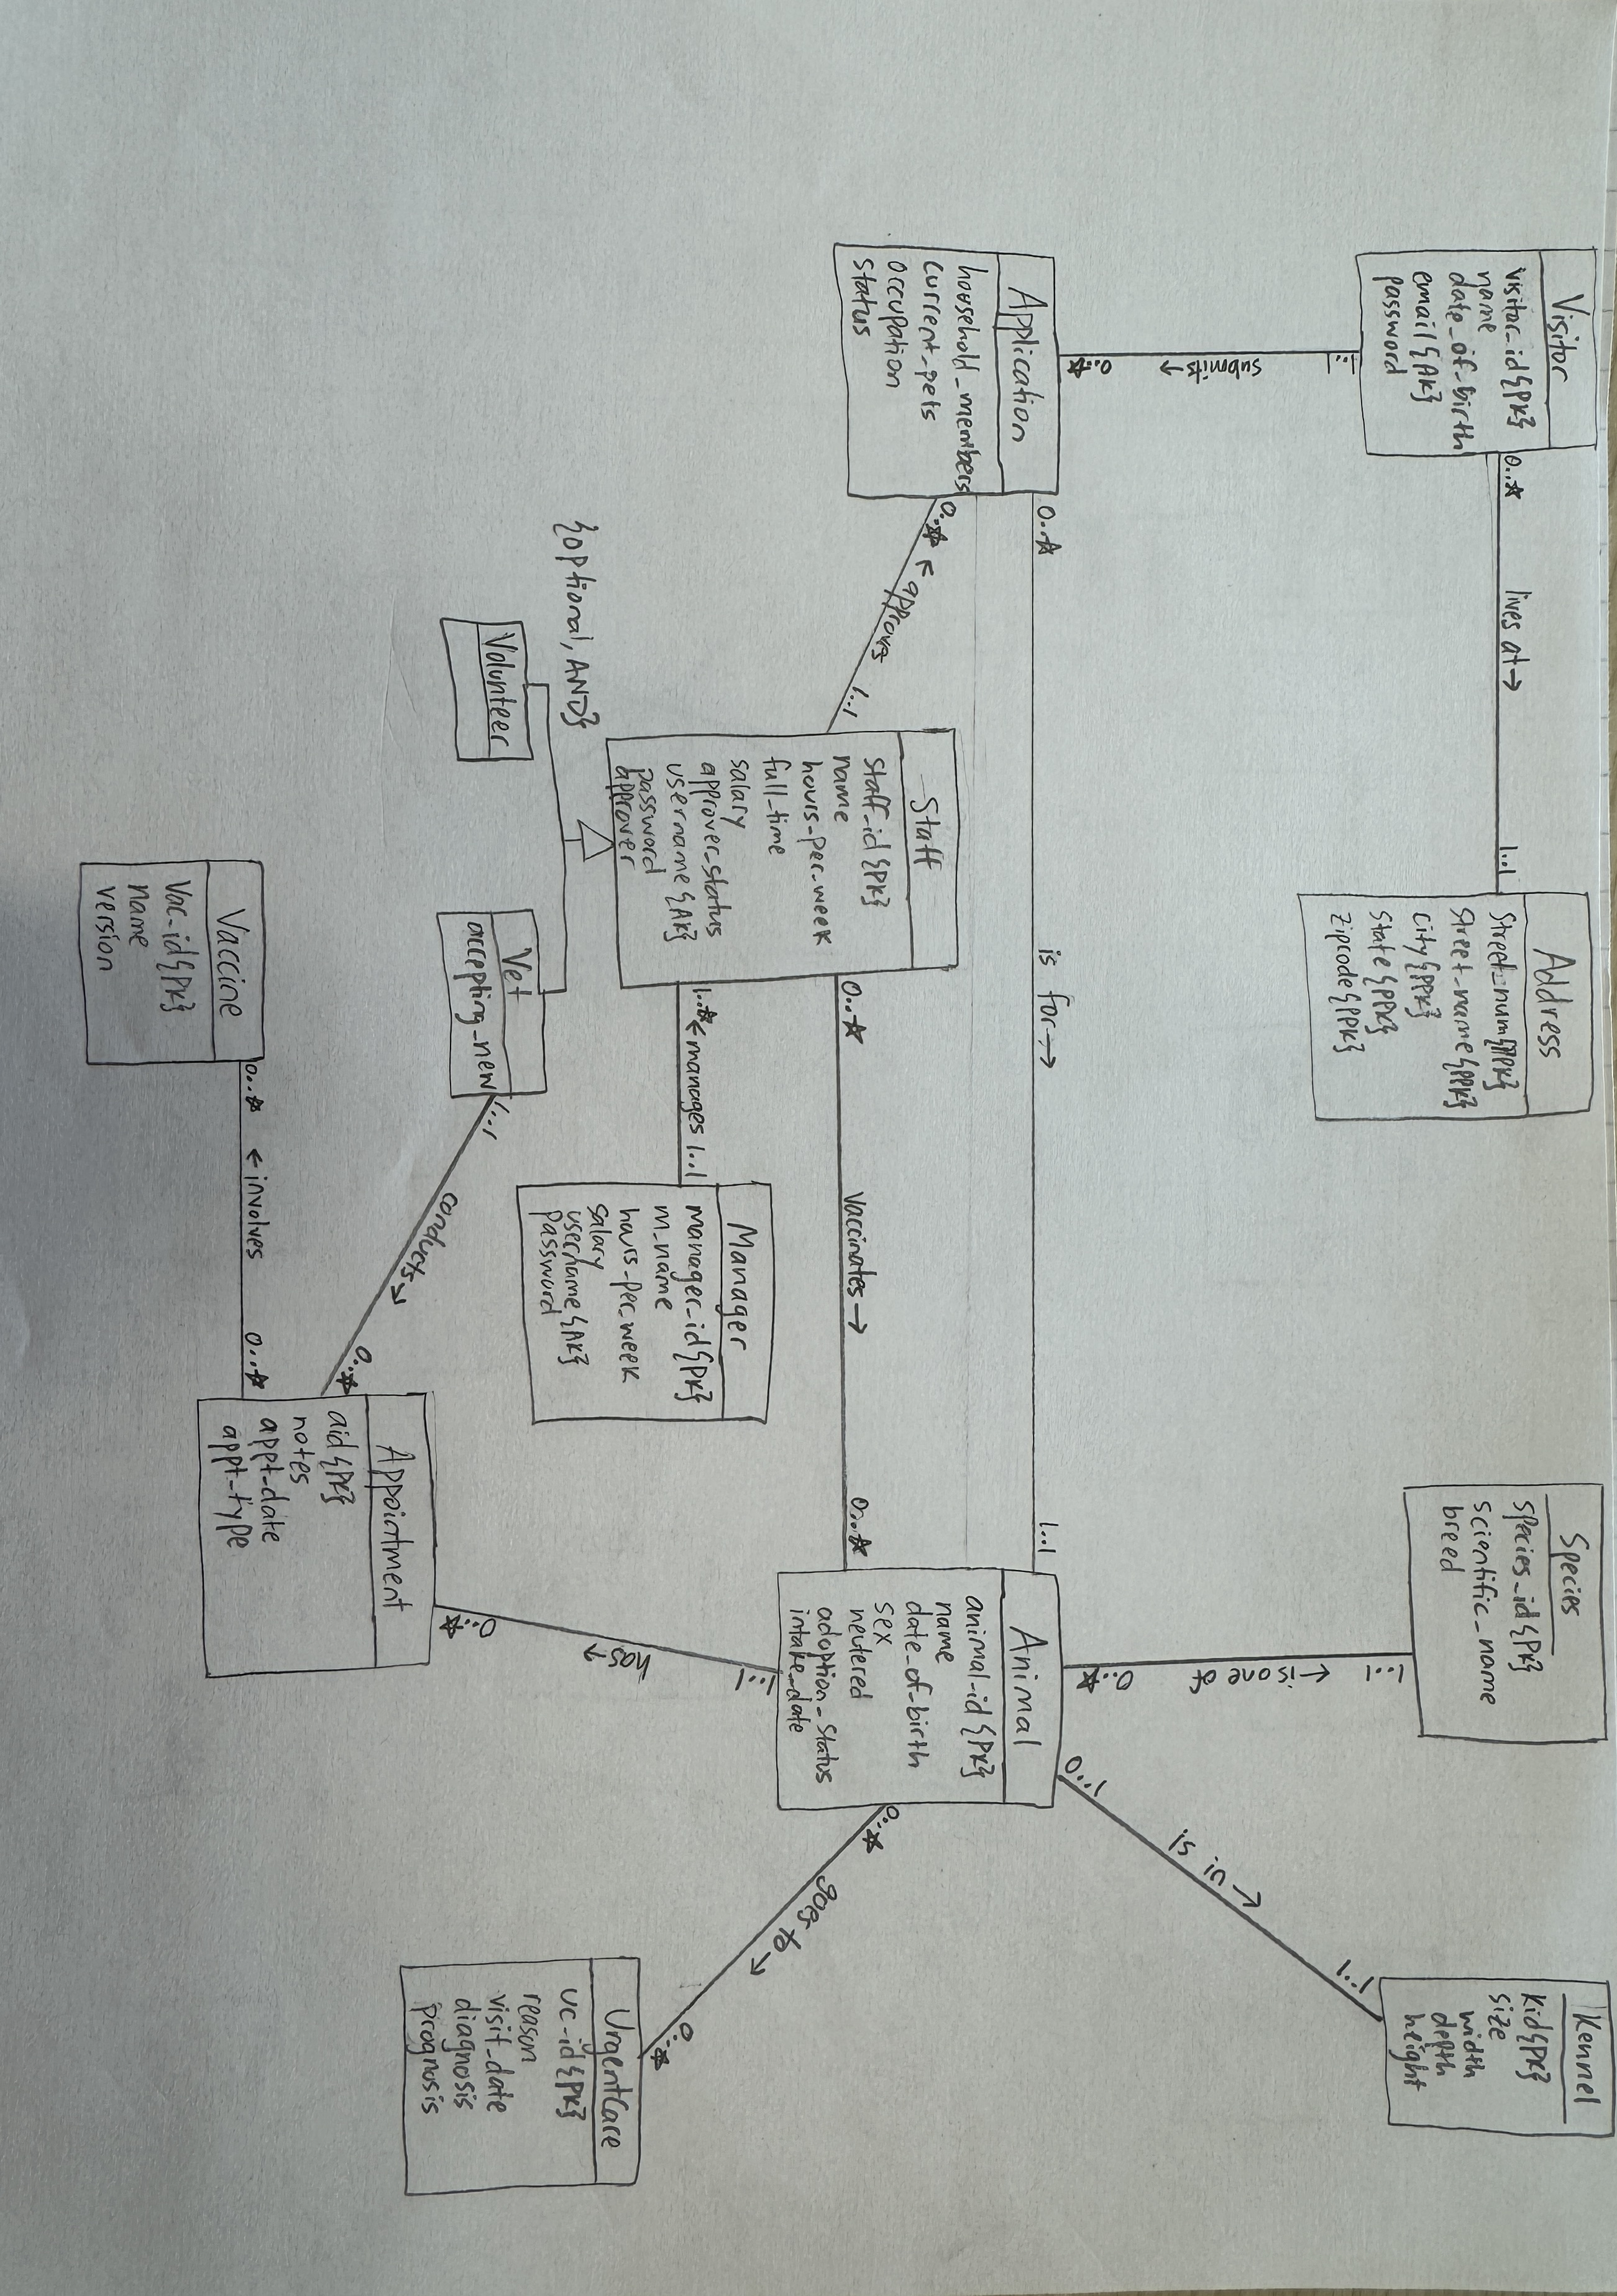 Visitor
visitor_id{PK}
name
date_of_birth
email{AK}
password
0..*
lives at→
1..1
Address
Street_num{PPK}
Street_name{PPK}
City{PPK}
State{PPK}
Zipcode{PPK}
Species
species_id{PK}
scientific_name
breed
Kennel
kid{PK}
size
width
depth
height
1..1
submits→
0..*
1..1
←is one of
0..*
1..1
is in→
0..1
Application
household_members
current_pets
occupation
status
0..*
is for→
1..1
Animal
animal_id{PK}
name
date_of_birth
sex
neutered
adoption_status
intake_date
0..*
←approves
1..1
Staff
staff_id{PK}
name
hours_per_week
full_time
salary
approver_status
username{AK}
password
approver
0..*
Vaccinates→
0..*
1..*
←manages
1..1
Manager
manager_id{PK}
m_name
hours_per_week
salary
username{AK}
password
0..*
goes to→
0..*
UrgentCare
uc_id{PK}
reason
visit_date
diagnosis
prognosis
{Optional, AND}
Volunteer
Vet
accepting_new
1..1
conducts→
0..*
1..1
has→
0..*
Appointment
aid{PK}
notes
appt_date
appt_type
Vaccine
Vac_id{PK}
name
version
0..*
←involves
0..*